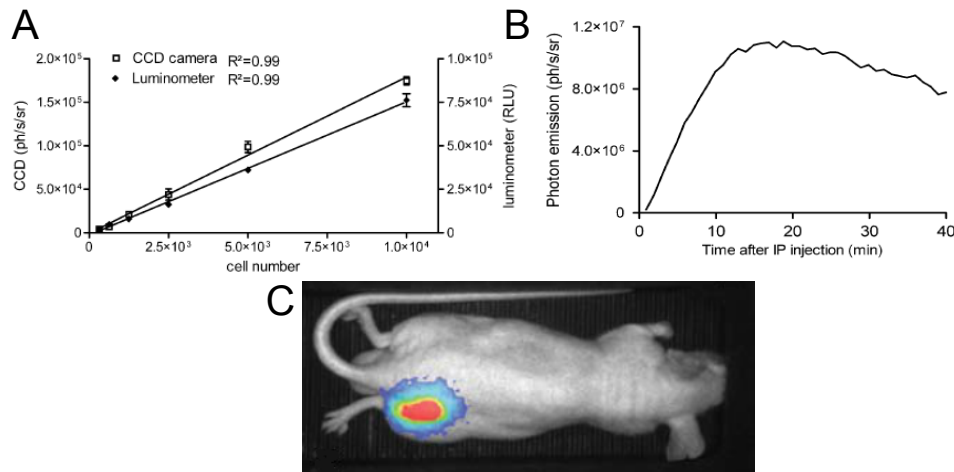 A
CCD camera R²=0.99
Luminometer R²=0.99
2.0×10⁵
1.5×10⁵
1.0×10⁵
5.0×10⁴
0
CCD (ph/s/sr)
1.0×10⁵
7.5×10⁴
5.0×10⁴
2.5×10⁴
0
luminometer (RLU)
0 2.5×10³ 5.0×10³ 7.5×10³ 1.0×10⁴
cell number
B
1.2×10⁷
8.0×10⁶
4.0×10⁶
0
Photon emission (ph/s/sr)
0 10 20 30 40
Time after IP injection (min)
C